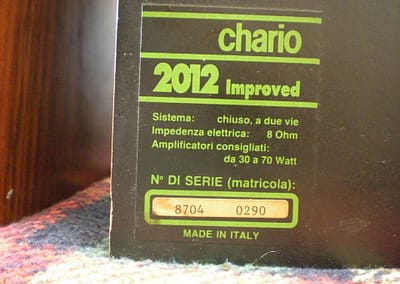 chario
2012 Improved
Sistema: chiuso, a due vie
Impedenza elettrica: 8 Ohm
Amplificatori consigliati:
da 30 a 70 Watt
N° DI SERIE (matricola):
8704 0290
MADE IN ITALY